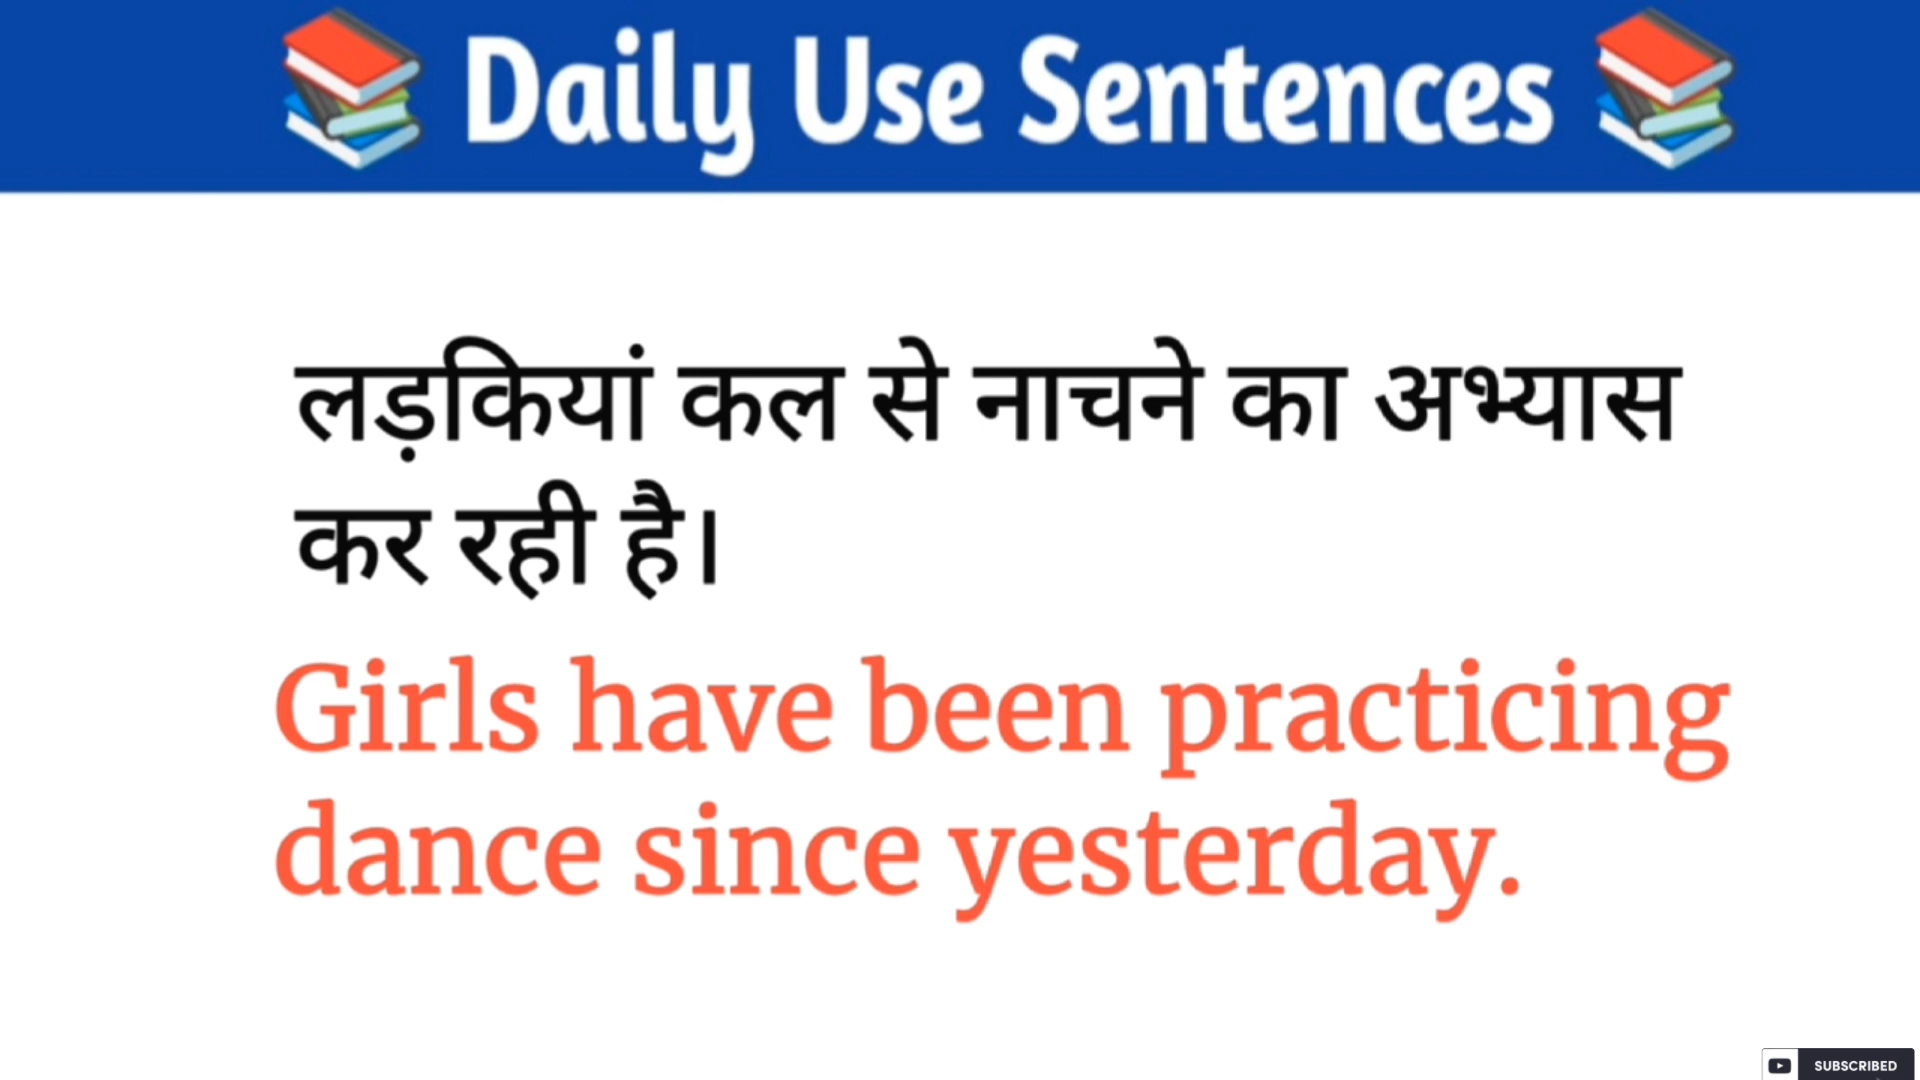 Daily Use Sentences
लड़कियां कल से नाचने का अभ्यास
कर रही है।
Girls have been practicing
dance since yesterday.
SUBSCRIBED